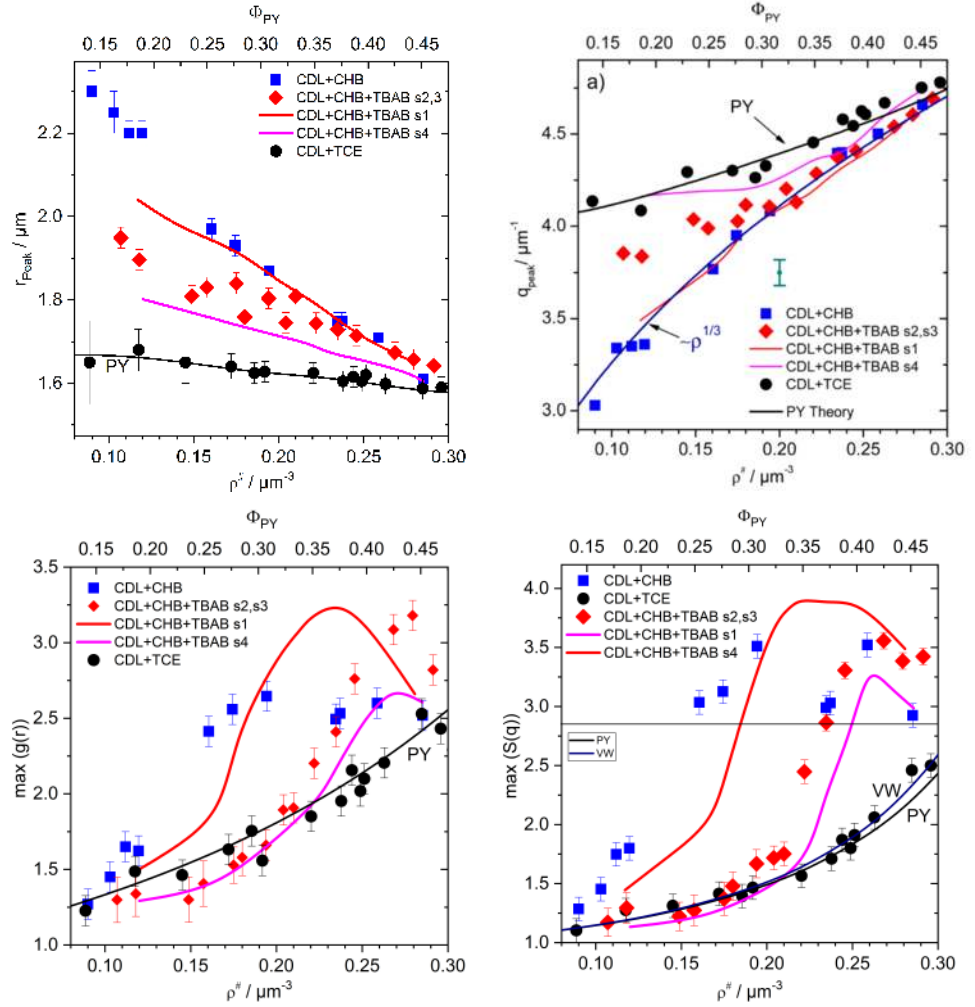 Φ_PY
0.15 0.20 0.25 0.30 0.35 0.40 0.45
CDL+CHB
CDL+CHB+TBAB s2,3
CDL+CHB+TBAB s1
CDL+CHB+TBAB s4
CDL+TCE
r_Peak / µm
2.2
2.0
1.8
1.6
PY
0.10 0.15 0.20 0.25 0.30
ρ# / µm⁻³
Φ_PY
0.15 0.20 0.25 0.30 0.35 0.40 0.45
a)
PY
q_peak / µm⁻¹
4.5
4.0
3.5
3.0
~ρ^1/3
CDL+CHB
CDL+CHB+TBAB s2,s3
CDL+CHB+TBAB s1
CDL+CHB+TBAB s4
CDL+TCE
PY Theory
0.10 0.15 0.20 0.25 0.30
ρ# / µm⁻³
Φ_PY
0.15 0.20 0.25 0.30 0.35 0.40 0.45
CDL+CHB
CDL+CHB+TBAB s2,s3
CDL+CHB+TBAB s1
CDL+CHB+TBAB s4
CDL+TCE
max (g(r))
3.5
3.0
2.5
2.0
1.5
1.0
PY
0.10 0.15 0.20 0.25 0.30
ρ# / µm⁻³
Φ_PY
0.15 0.20 0.25 0.30 0.35 0.40 0.45
CDL+CHB
CDL+TCE
CDL+CHB+TBAB s2,s3
CDL+CHB+TBAB s1
CDL+CHB+TBAB s4
max (S(q))
4.0
3.5
3.0
2.5
2.0
1.5
1.0
PY
VW
VW
PY
0.10 0.15 0.20 0.25 0.30
ρ# / µm⁻³